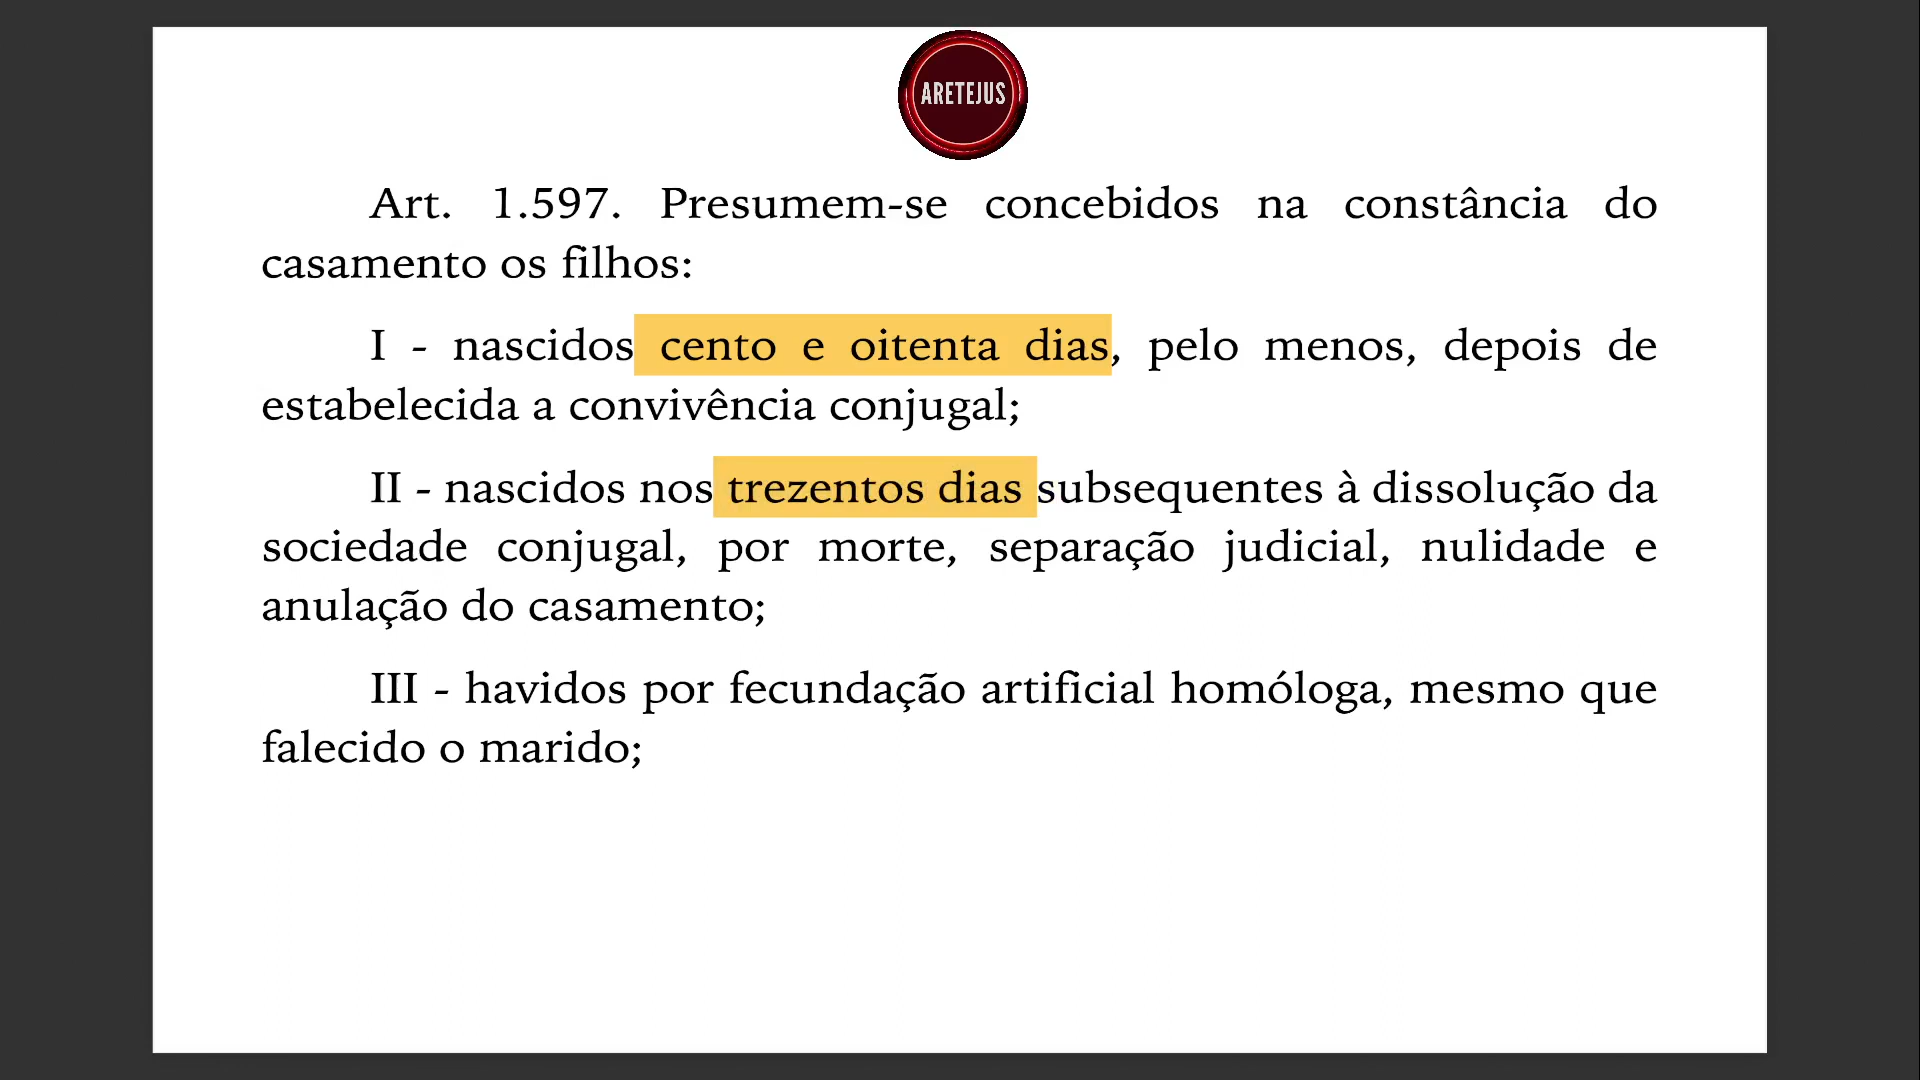 ARETEJUS
Art. 1.597. Presumem-se concebidos na constância do
casamento os filhos:
I - nascidos cento e oitenta dias, pelo menos, depois de
estabelecida a convivência conjugal;
II - nascidos nos trezentos dias subsequentes à dissolução da
sociedade conjugal, por morte, separação judicial, nulidade e
anulação do casamento;
III - havidos por fecundação artificial homóloga, mesmo que
falecido o marido;